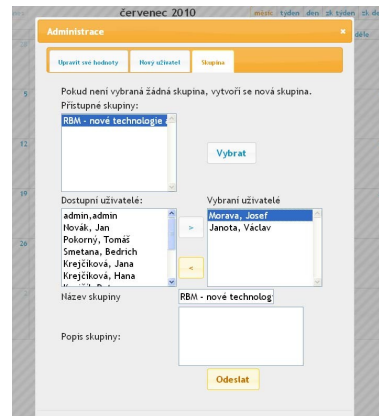 červenec 2010
měsíc týden den zk týden zk de
Administrace
Upravit své hodnoty Nový uživatel Skupina
Pokud není vybraná žádná skupina, vytvoří se nová skupina.
Přístupné skupiny:
RBM - nové technologie a
Vybrat
Dostupní uživatelé:
admin,admin
Novák, Jan
Pokorný, Tomáš
Smetana, Bedrich
Krejčíková, Jana
Krejčíková, Hana
>
<
Vybraní uživatelé
Morava, Josef
Janota, Václav
Název skupiny RBM - nové technolog
Popis skupiny:
Odeslat
5
12
19
26